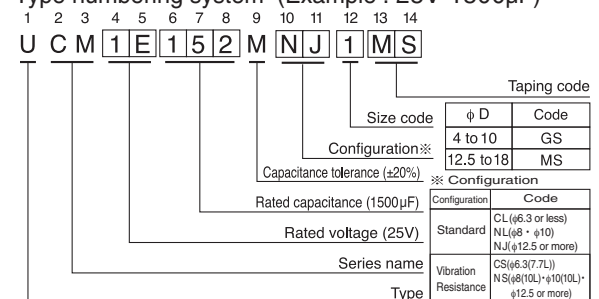 Type numbering system (Example : 25V 1500µF)
1 2 3 4 5 6 7 8 9 10 11 12 13 14
U C M 1 E 1 5 2 M N J 1 M S
Taping code
Size code
φ D Code
4 to 10 GS
12.5 to 18 MS
Configuration※
Capacitance tolerance (±20%)
※ Configuration
Rated capacitance (1500µF)
Configuration Code
Standard
CL(φ6.3 or less)
NL(φ8・φ10)
NJ(φ12.5 or more)
Rated voltage (25V)
Series name
Vibration
Resistance
CS(φ6.3(7.7L))
NS(φ8(10L)・φ10(10L)・
φ12.5 or more)
Type